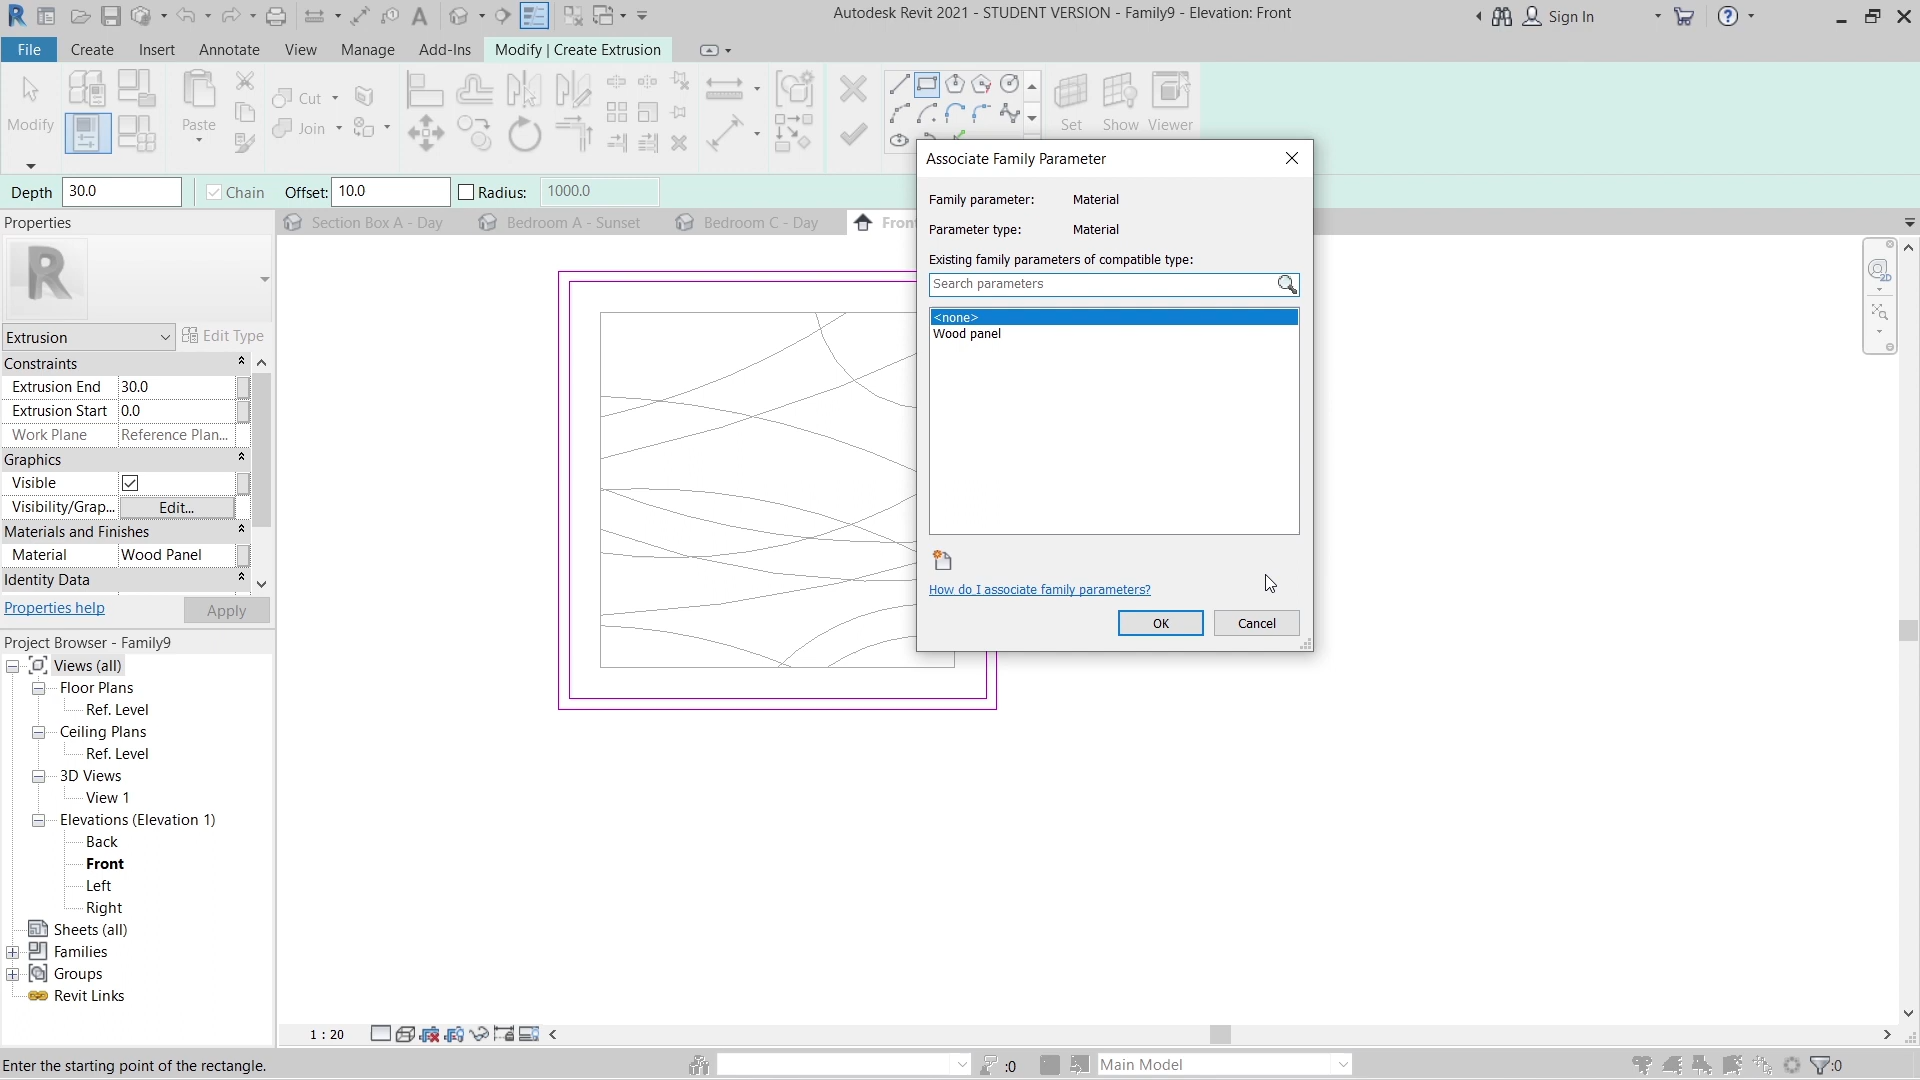 Autodesk Revit 2021 - STUDENT VERSION - Family9 - Elevation: Front
Sign In
File
Create
Insert
Annotate
View
Manage
Add-Ins
Modify | Create Extrusion
Modify
Paste
Cut
Join
Set
Show
Viewer
Depth
30.0
Chain
Offset:
10.0
Radius:
1000.0
Properties
Section Box A - Day
Bedroom A - Sunset
Bedroom C - Day
Front
Extrusion
Edit Type
Constraints
Extrusion End
30.0
Extrusion Start
0.0
Work Plane
Reference Plan...
Graphics
Visible
Visibility/Grap...
Edit...
Materials and Finishes
Material
Wood Panel
Identity Data
Properties help
Apply
Project Browser - Family9
Views (all)
Floor Plans
Ref. Level
Ceiling Plans
Ref. Level
3D Views
View 1
Elevations (Elevation 1)
Back
Front
Left
Right
Sheets (all)
Families
Groups
Revit Links
Associate Family Parameter
Family parameter:
Material
Parameter type:
Material
Existing family parameters of compatible type:
Search parameters
<none>
Wood panel
How do I associate family parameters?
OK
Cancel
2D
1 : 20
Enter the starting point of the rectangle.
:0
Main Model
:0